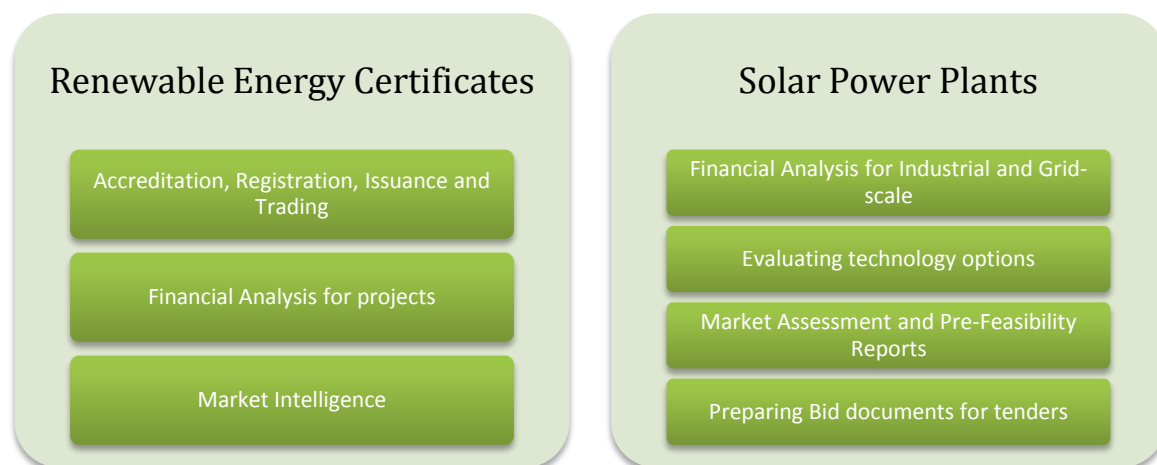 Renewable Energy Certificates
Accreditation, Registration, Issuance and
Trading
Financial Analysis for projects
Market Intelligence
Solar Power Plants
Financial Analysis for Industrial and Grid-
scale
Evaluating technology options
Market Assessment and Pre-Feasibility
Reports
Preparing Bid documents for tenders